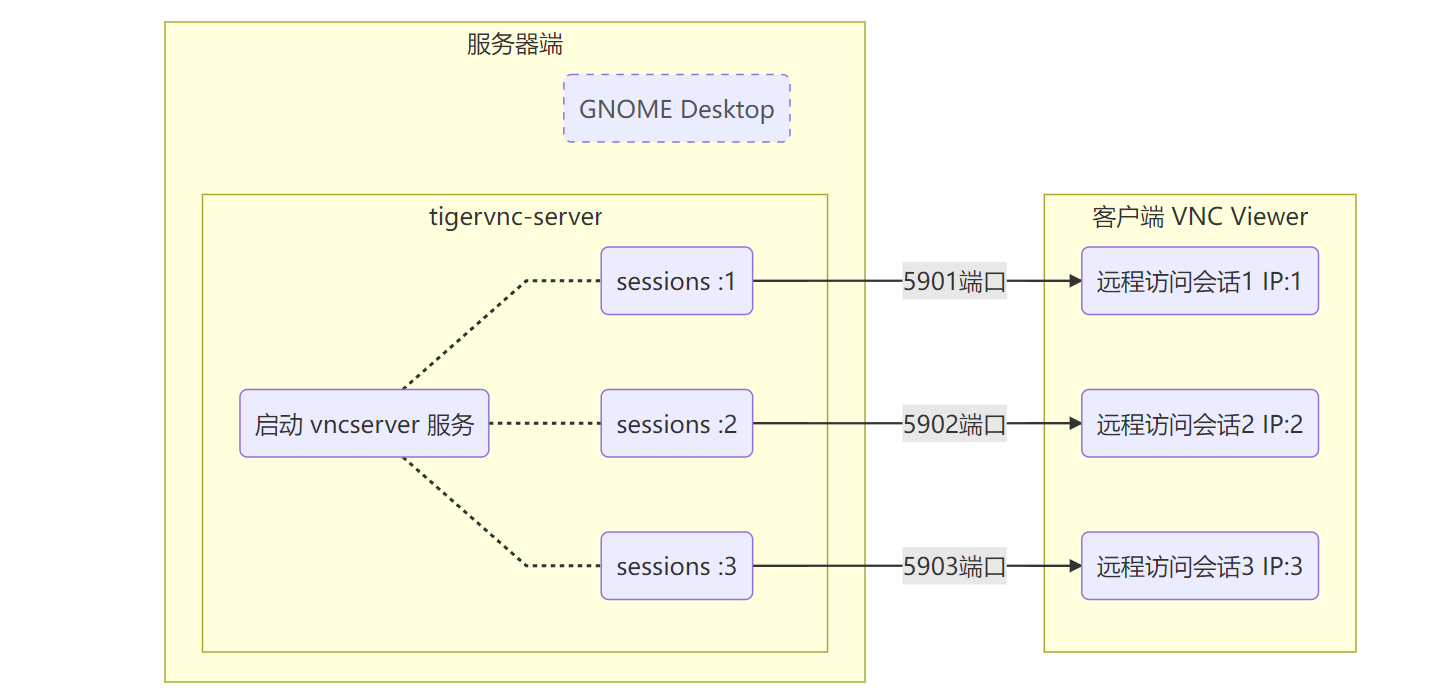 服务器端
GNOME Desktop
tigervnc-server
客户端 VNC Viewer
sessions :1
5901端口
远程访问会话1 IP:1
启动 vncserver 服务
sessions :2
5902端口
远程访问会话2 IP:2
sessions :3
5903端口
远程访问会话3 IP:3